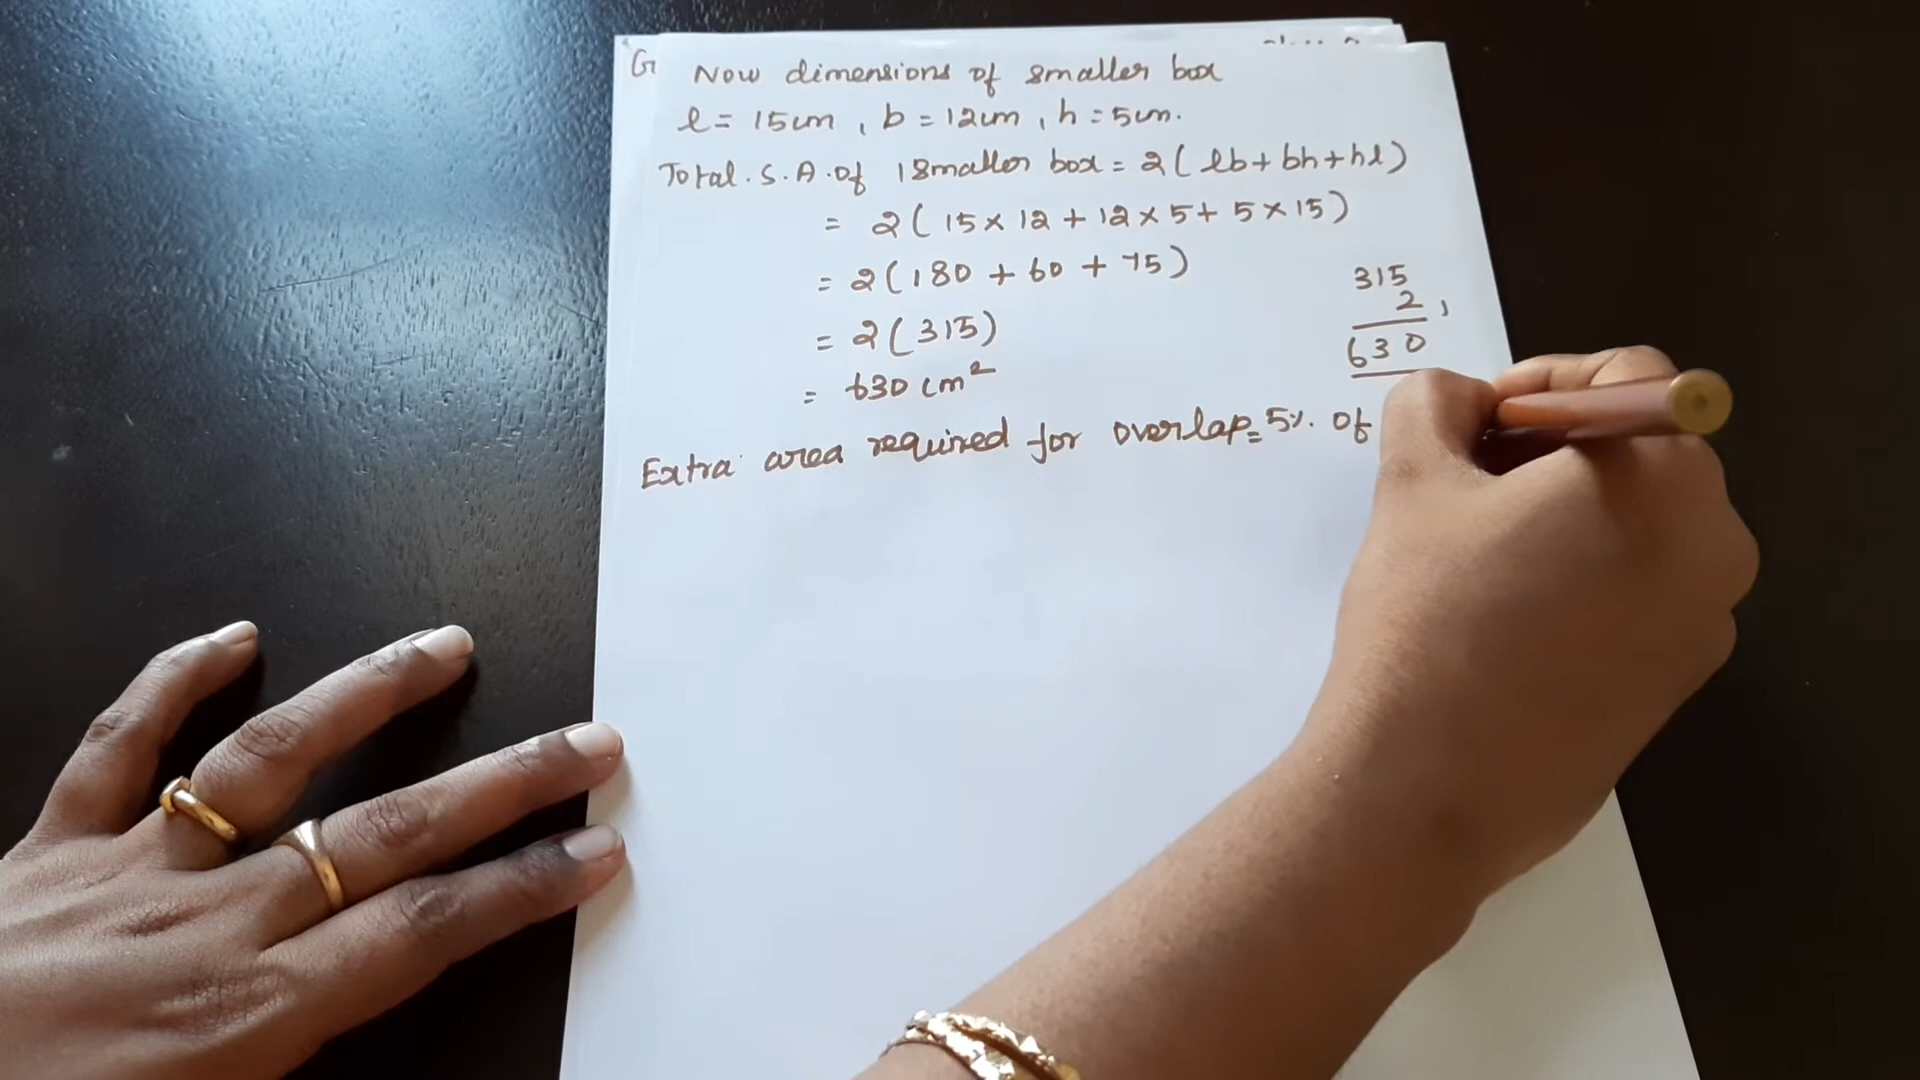 G
Now dimensions of smaller box
l = 15cm , b = 12cm , h = 5cm.
Total . S . A . Of 1 Smaller box = 2 ( lb + bh + hl )
= 2 ( 15 × 12 + 12 × 5 + 5 × 15 )
= 2 ( 180 + 60 + 75 )
= 2 ( 315 )
= 630 cm²
315
2 ,
630
Extra area required for overlap = 5%. Of